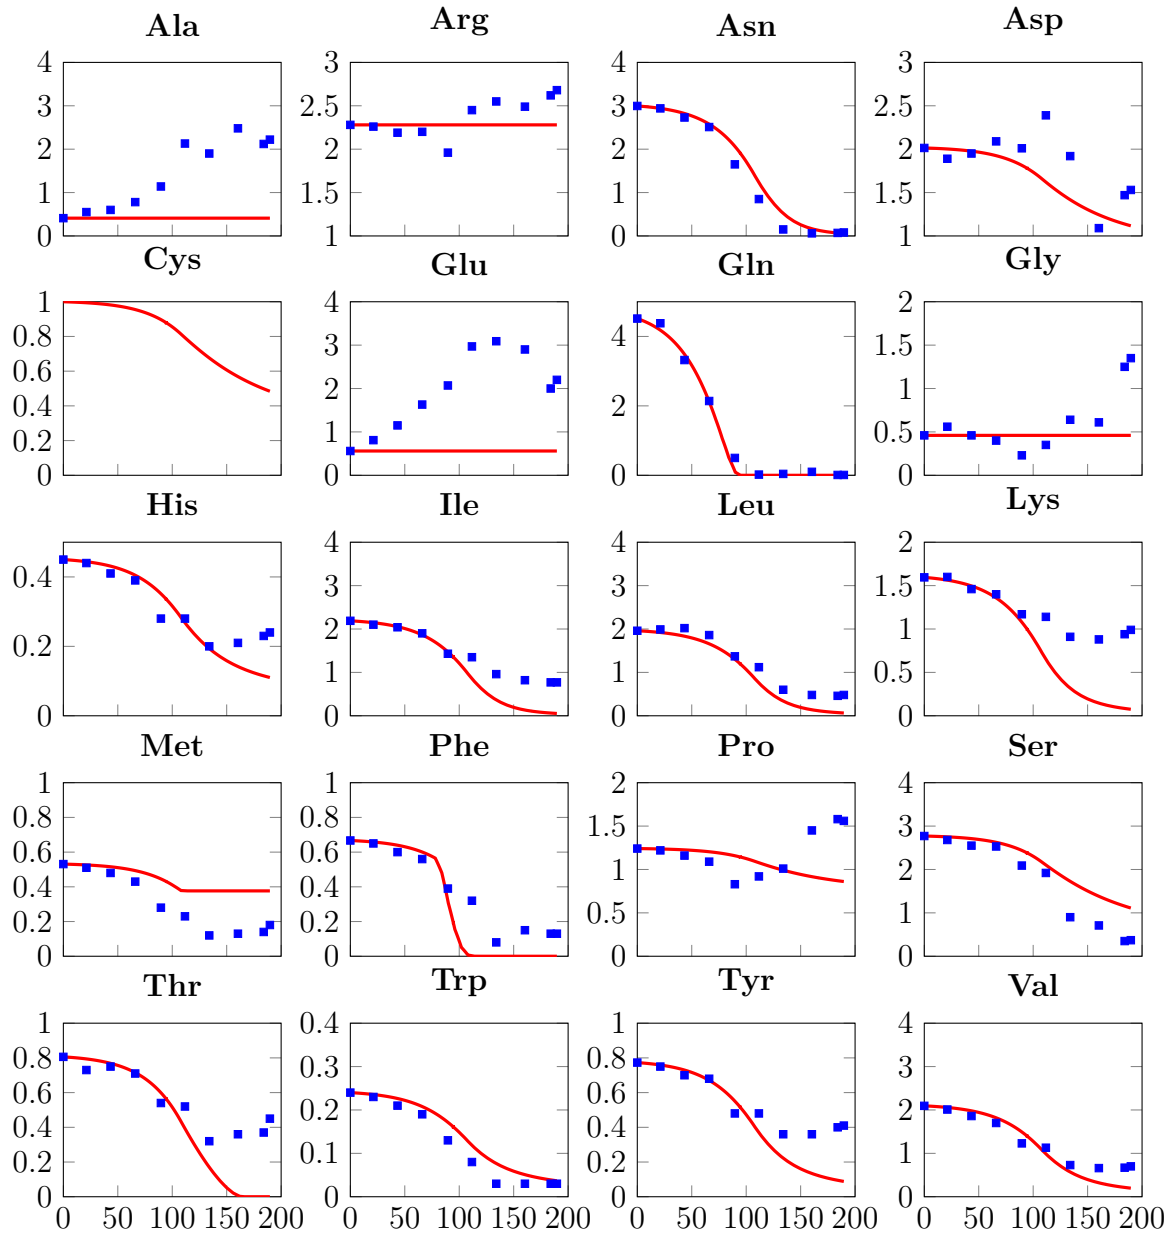 Ala Arg Asn Asp
4 3 4 3
3 2.5 3 2.5
2 2 2 2
1 1.5 1 1.5
0 1 0 1
Cys Glu Gln Gly
1 4 2
0.8 3 4 1.5
0.6 2 1
0.4 2
0.2 1 0.5
0 0 0 0
His Ile Leu Lys
4 4 2
0.4 3 3 1.5
0.2 2 2 1
1 1 0.5
0 0 0 0
Met Phe Pro Ser
1 1 2 4
0.8 0.8 1.5 3
0.6 0.6 1 2
0.4 0.4
0.2 0.2 0.5 1
0 0 0 0
Thr Trp Tyr Val
1 0.4 1 4
0.8 0.3 0.8 3
0.6 0.2 0.6 2
0.4 0.4
0.2 0.1 0.2 1
0 0 0 0
0 50 100 150 200 0 50 100 150 200 0 50 100 150 200 0 50 100 150 200